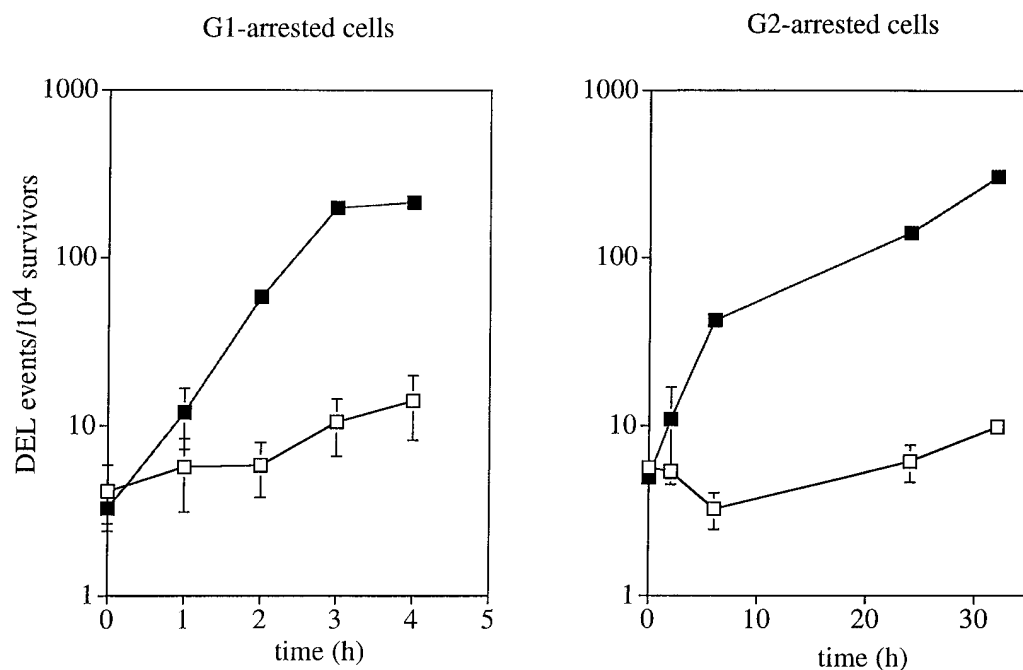 G1-arrested cells
G2-arrested cells
DEL events/10⁴ survivors
1000
100
10
1
0 1 2 3 4 5
time (h)
1000
100
10
1
0 10 20 30
time (h)